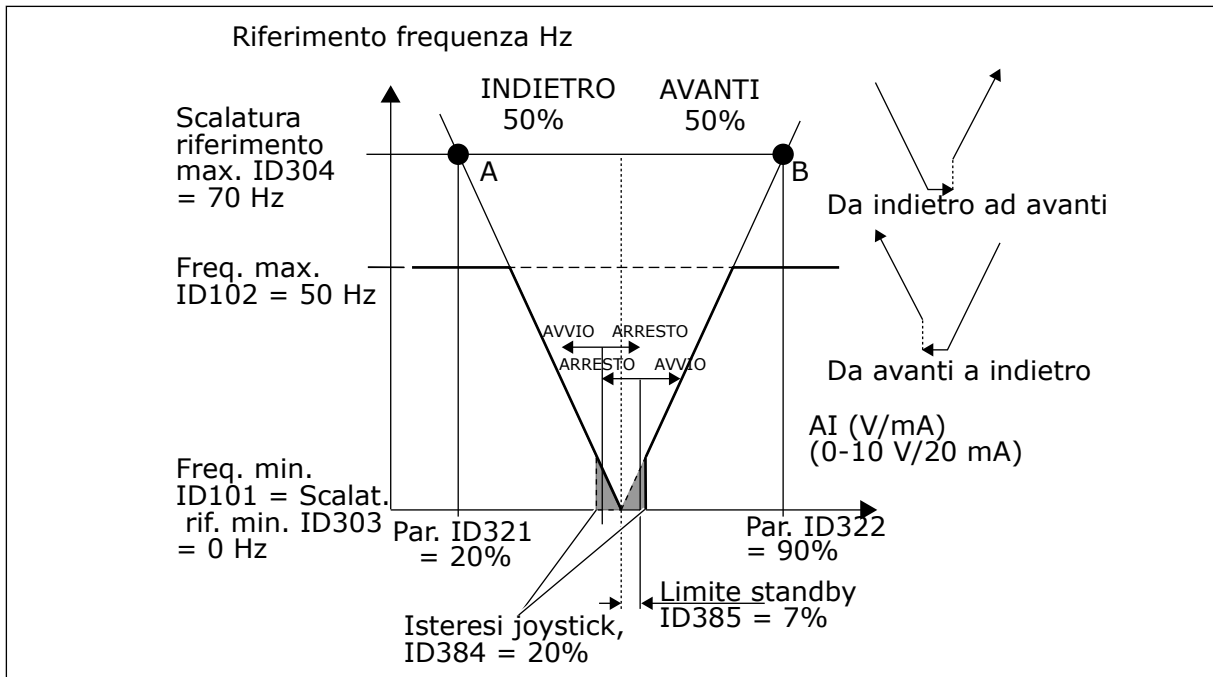 Riferimento frequenza Hz
INDIETRO
50%
AVANTI
50%
Scalatura
riferimento
max. ID304
= 70 Hz
A
B
Da indietro ad avanti
Freq. max.
ID102 = 50 Hz
AVVIO
ARRESTO
ARRESTO
AVVIO
Da avanti a indietro
AI (V/mA)
(0-10 V/20 mA)
Freq. min.
ID101 = Scalat.
rif. min. ID303
= 0 Hz
Par. ID321
= 20%
Par. ID322
= 90%
Limite standby
ID385 = 7%
Isteresi joystick,
ID384 = 20%